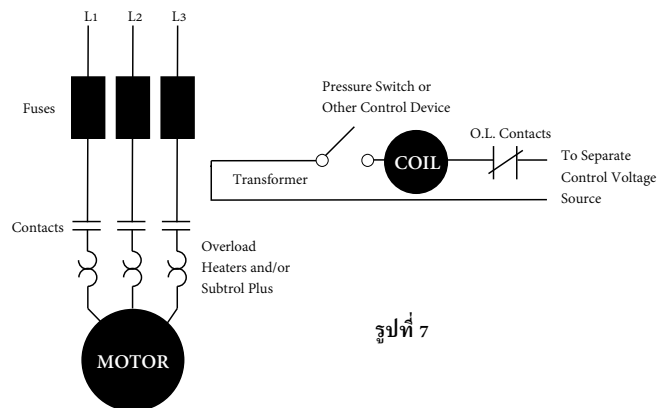 L1
L2
L3
Fuses
Pressure Switch or
Other Control Device
O.L. Contacts
COIL
To Separate
Control Voltage
Source
Transformer
Contacts
Overload
Heaters and/or
Subtrol Plus
MOTOR
รูปที่ 7